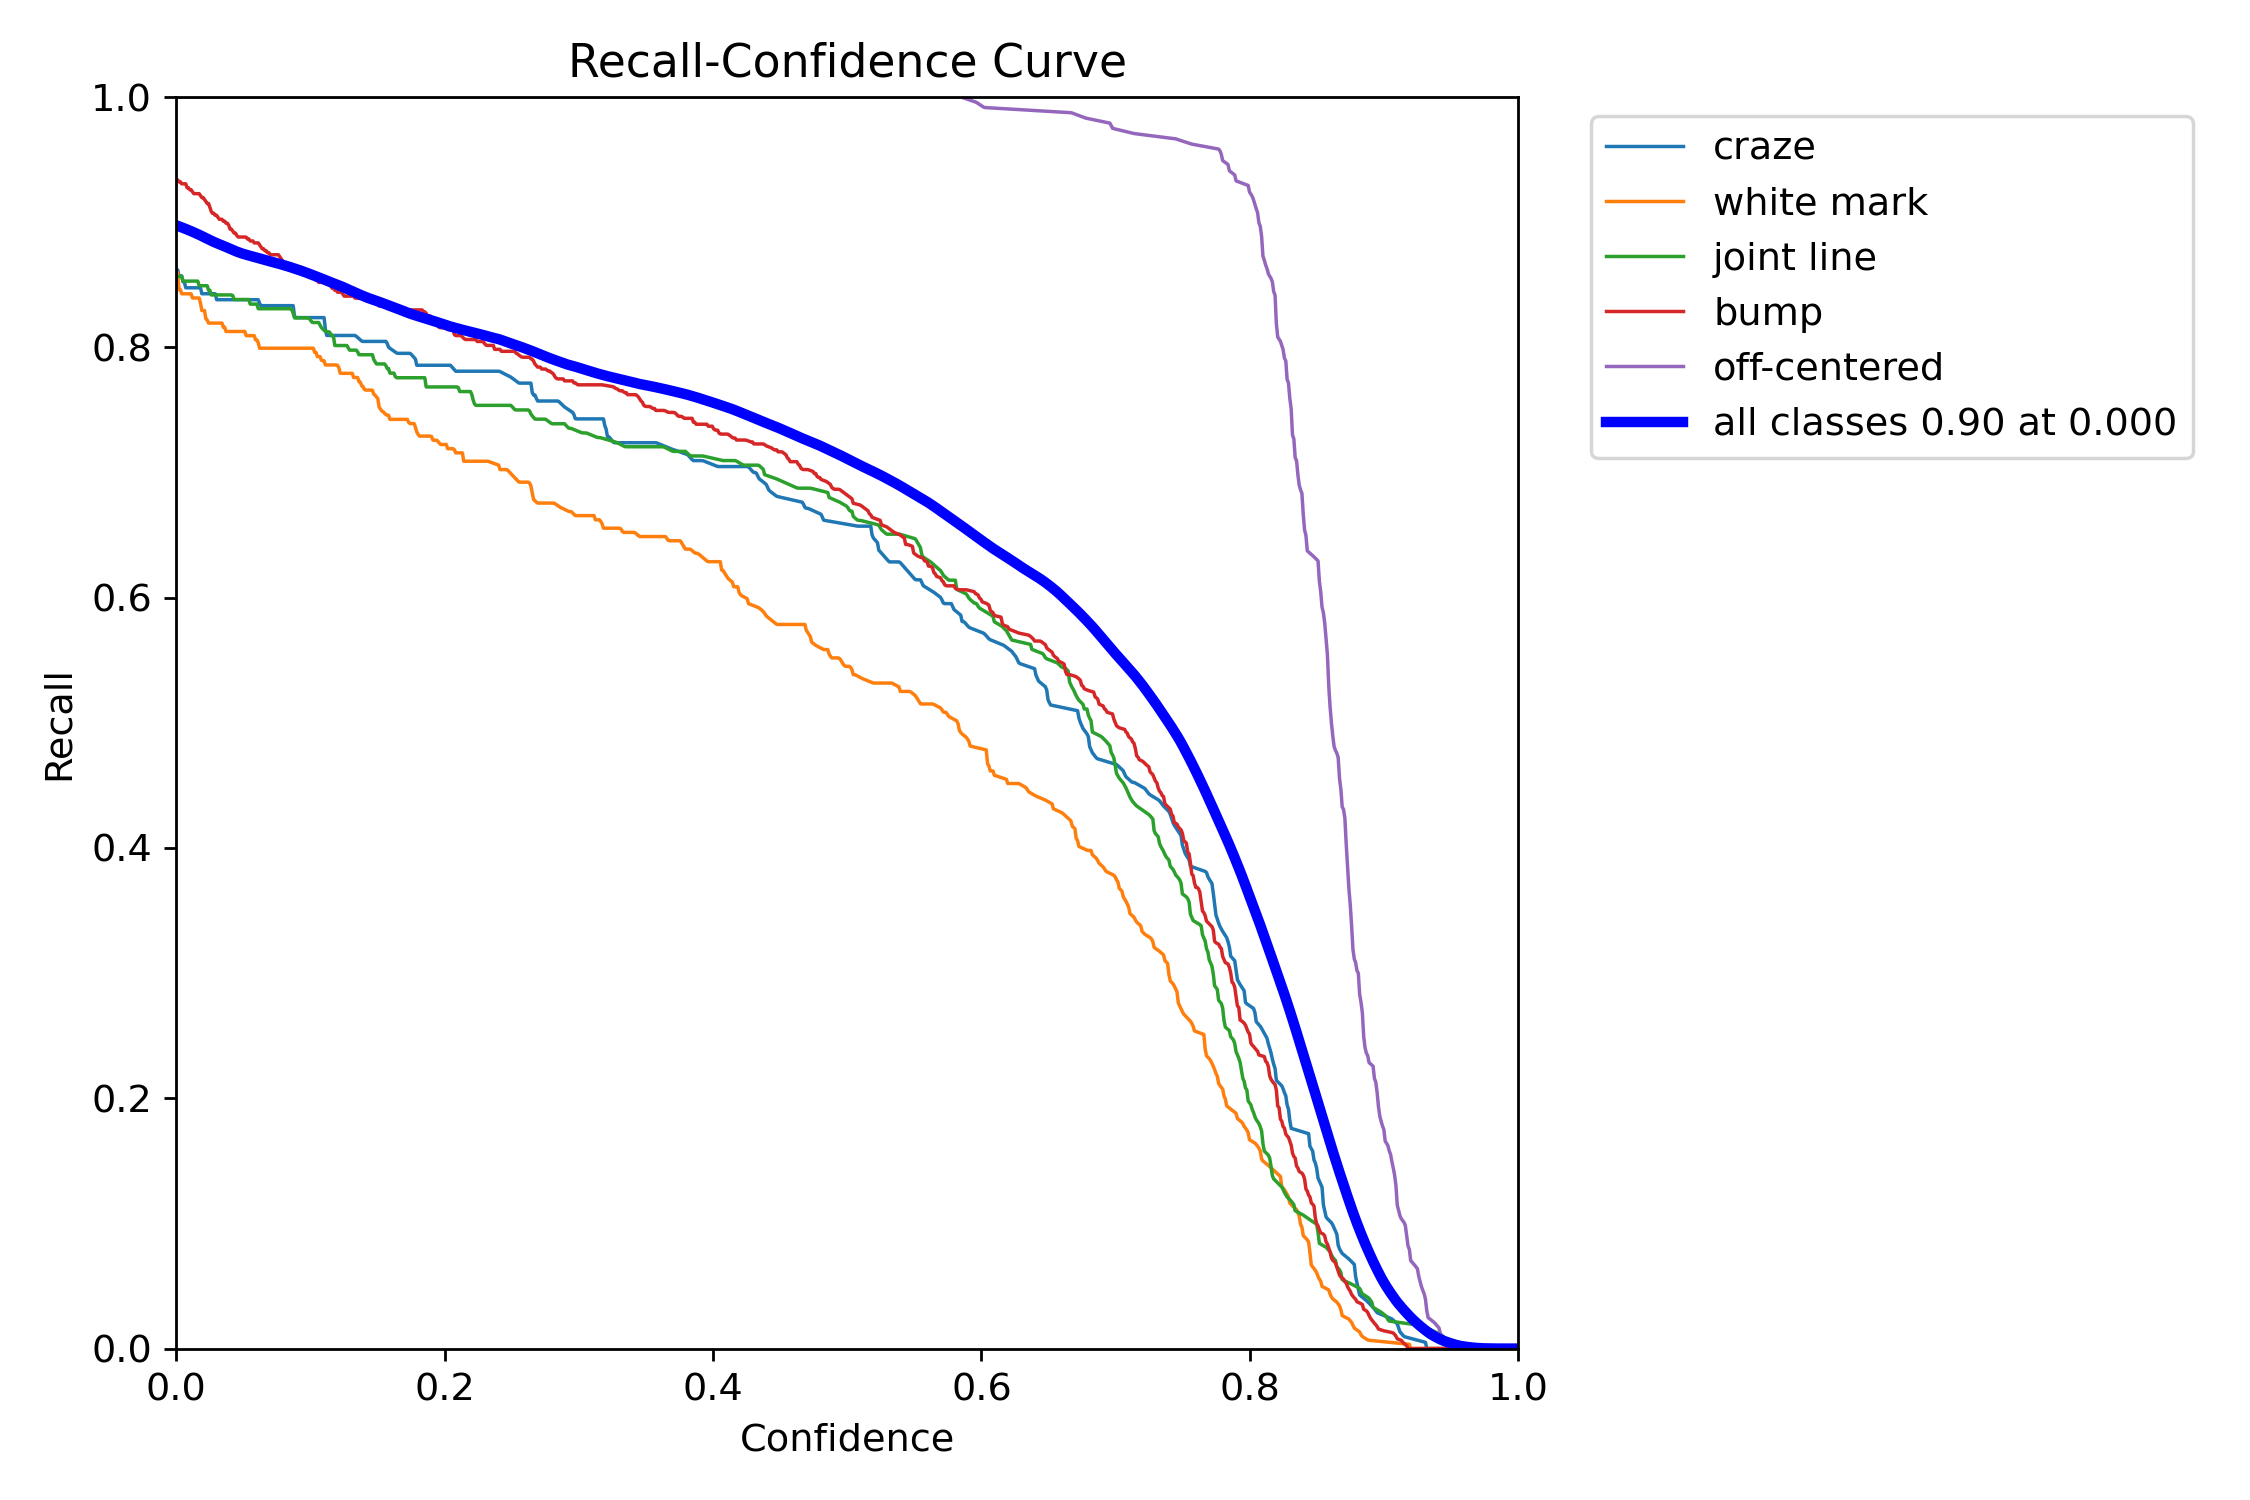 Recall-Confidence Curve
1.0
0.8
0.6
0.4
0.2
0.0
Recall
0.0 0.2 0.4 0.6 0.8 1.0
Confidence
craze
white mark
joint line
bump
off-centered
all classes 0.90 at 0.000